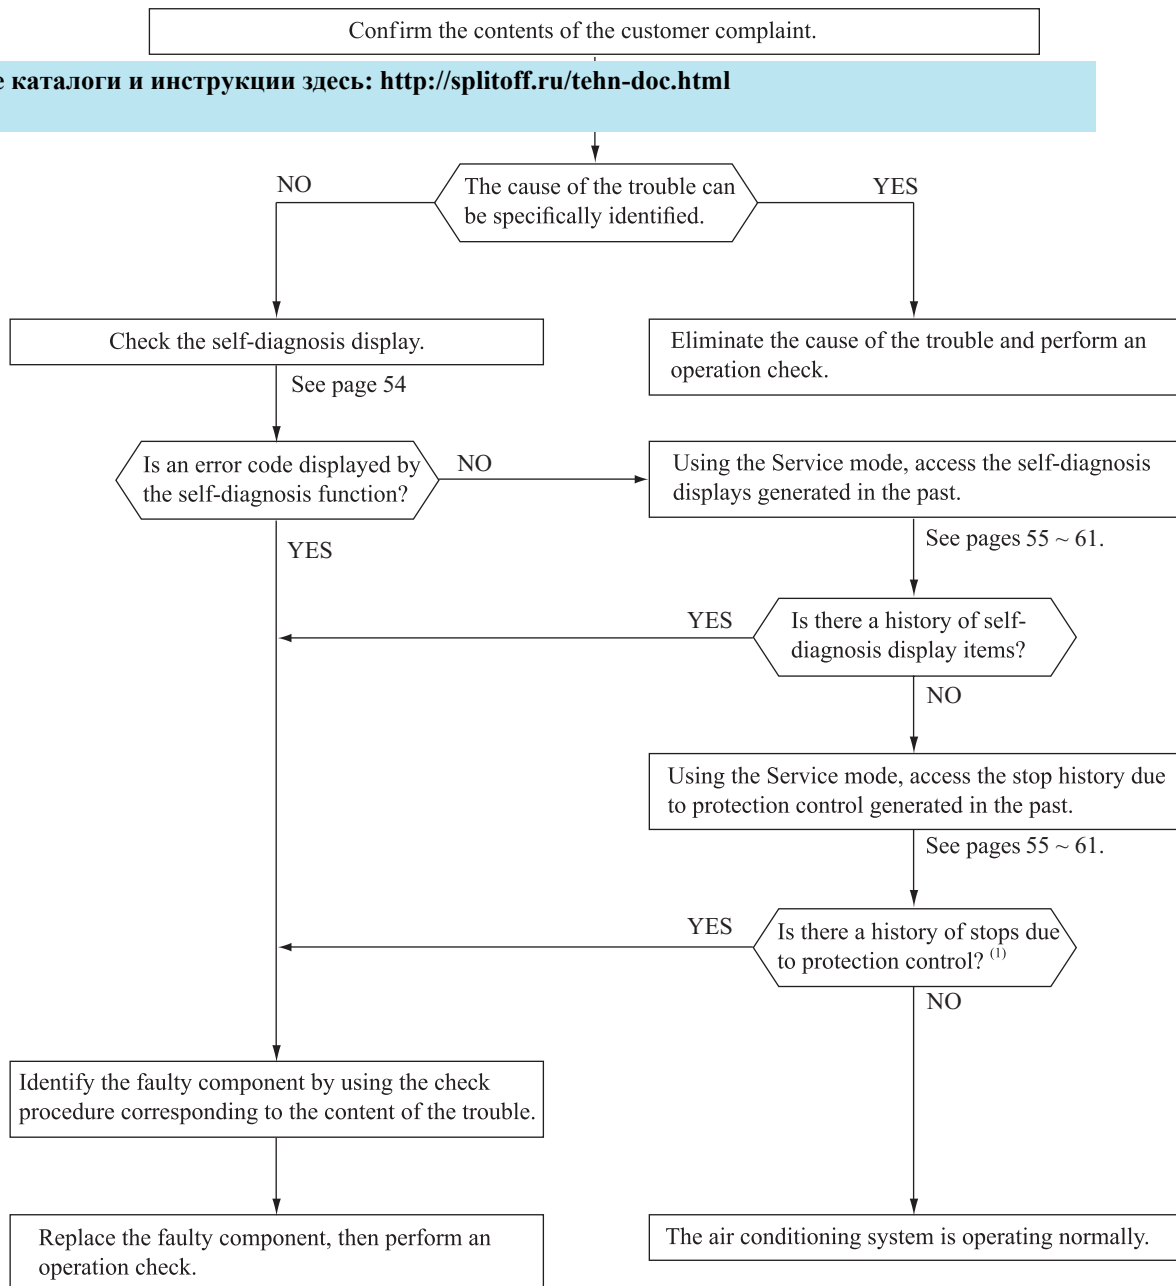 Confirm the contents of the customer complaint.
е каталоги и инструкции здесь: http://splitoff.ru/tehn-doc.html
NO
The cause of the trouble can
be specifically identified.
YES
Check the self-diagnosis display.
Eliminate the cause of the trouble and perform an
operation check.
See page 54
Is an error code displayed by
the self-diagnosis function?
NO
Using the Service mode, access the self-diagnosis
displays generated in the past.
YES
See pages 55 ~ 61.
YES
Is there a history of self-
diagnosis display items?
NO
Using the Service mode, access the stop history due
to protection control generated in the past.
See pages 55 ~ 61.
YES
Is there a history of stops due
to protection control? (1)
NO
Identify the faulty component by using the check
procedure corresponding to the content of the trouble.
Replace the faulty component, then perform an
operation check.
The air conditioning system is operating normally.